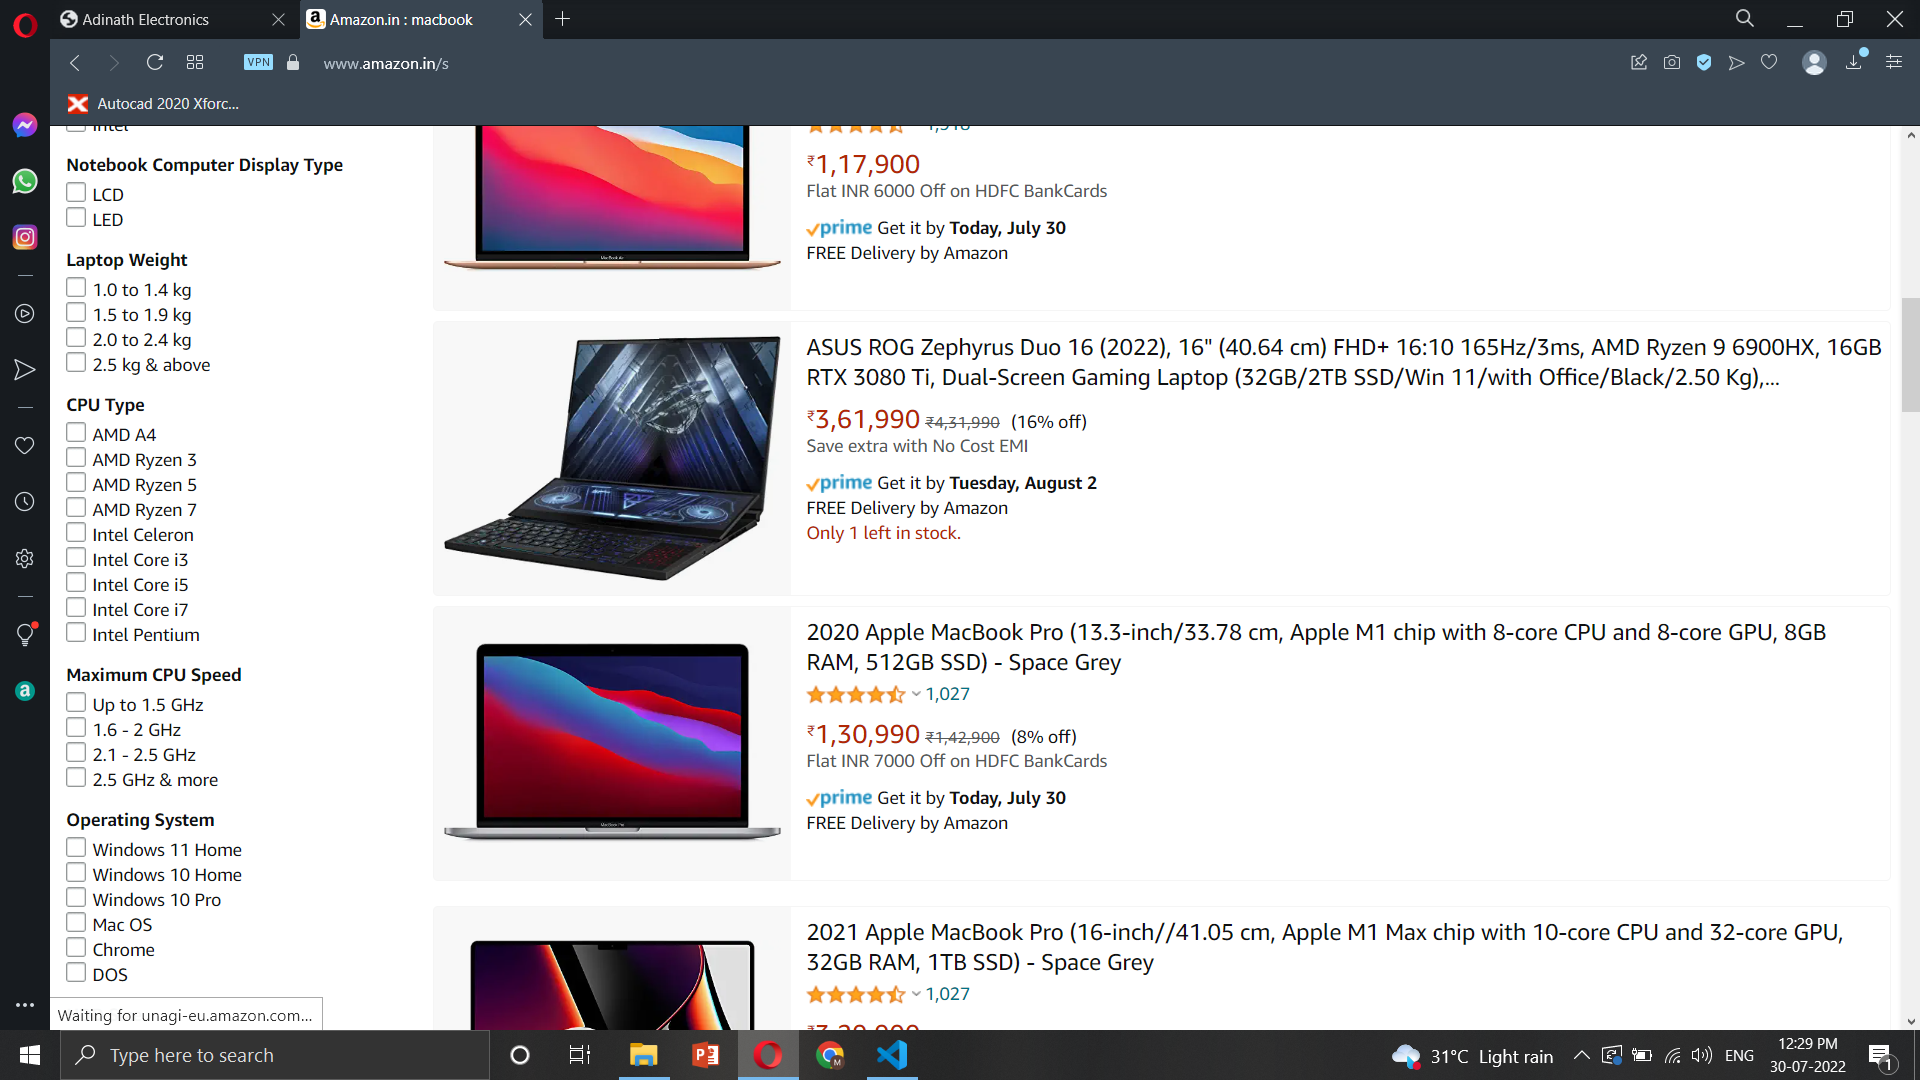 Adinath Electronics
Amazon.in : macbook
VPN
www.amazon.in/s
Autocad 2020 Xforc...
Intel
Notebook Computer Display Type
LCD
LED
Laptop Weight
1.0 to 1.4 kg
1.5 to 1.9 kg
2.0 to 2.4 kg
2.5 kg & above
CPU Type
AMD A4
AMD Ryzen 3
AMD Ryzen 5
AMD Ryzen 7
Intel Celeron
Intel Core i3
Intel Core i5
Intel Core i7
Intel Pentium
Maximum CPU Speed
Up to 1.5 GHz
1.6 - 2 GHz
2.1 - 2.5 GHz
2.5 GHz & more
Operating System
Windows 11 Home
Windows 10 Home
Windows 10 Pro
Mac OS
Chrome
DOS
Waiting for unagi-eu.amazon.com...
₹1,17,900
Flat INR 6000 Off on HDFC BankCards
prime Get it by Today, July 30
FREE Delivery by Amazon
ASUS ROG Zephyrus Duo 16 (2022), 16" (40.64 cm) FHD+ 16:10 165Hz/3ms, AMD Ryzen 9 6900HX, 16GB
RTX 3080 Ti, Dual-Screen Gaming Laptop (32GB/2TB SSD/Win 11/with Office/Black/2.50 Kg),...
₹3,61,990 ₹4,31,990 (16% off)
Save extra with No Cost EMI
prime Get it by Tuesday, August 2
FREE Delivery by Amazon
Only 1 left in stock.
2020 Apple MacBook Pro (13.3-inch/33.78 cm, Apple M1 chip with 8-core CPU and 8-core GPU, 8GB
RAM, 512GB SSD) - Space Grey
1,027
₹1,30,990 ₹1,42,900 (8% off)
Flat INR 7000 Off on HDFC BankCards
prime Get it by Today, July 30
FREE Delivery by Amazon
2021 Apple MacBook Pro (16-inch//41.05 cm, Apple M1 Max chip with 10-core CPU and 32-core GPU,
32GB RAM, 1TB SSD) - Space Grey
1,027
Type here to search
31°C Light rain
ENG
12:29 PM
30-07-2022
1